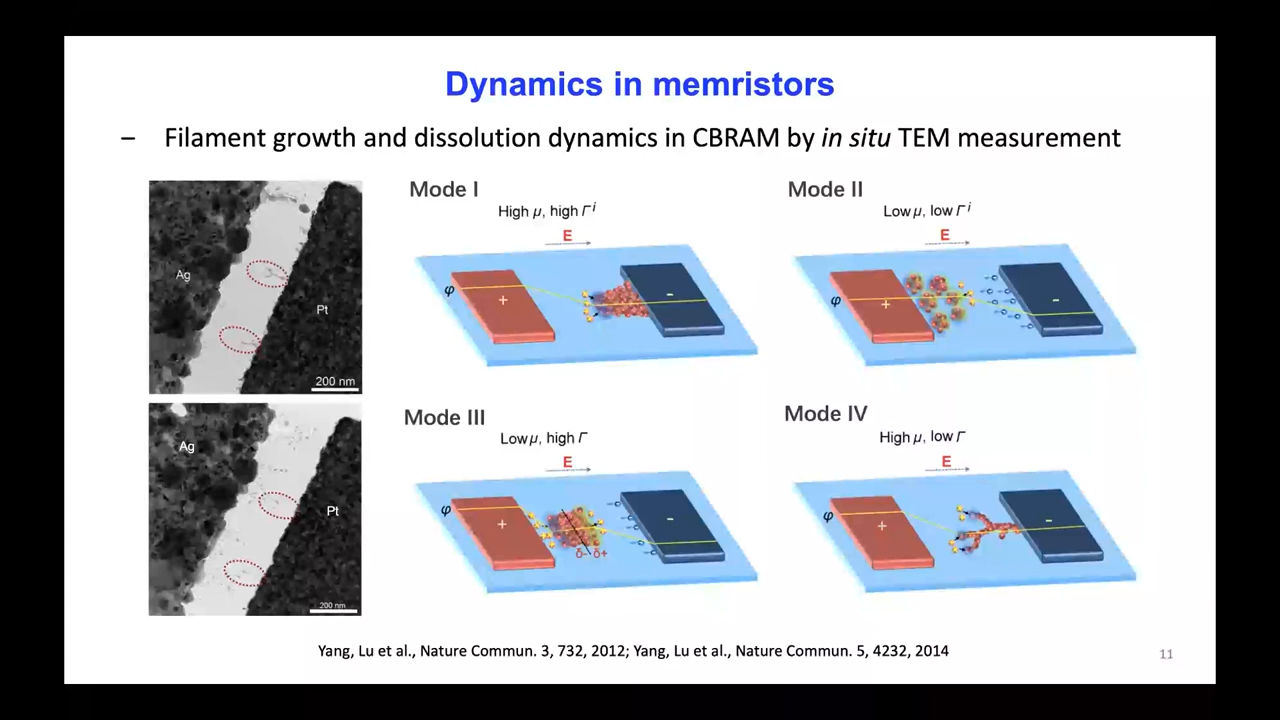 Dynamics in memristors
– Filament growth and dissolution dynamics in CBRAM by in situ TEM measurement
Ag
Pt
200 nm
Ag
Pt
200 nm
Mode I
High μ, high Γⁱ
E
φ
+
-
Mode II
Low μ, low Γⁱ
E
φ
+
-
Mode III
Low μ, high Γ
E
φ
+
-
δ- δ+
Mode IV
High μ, low Γ
E
φ
+
-
Yang, Lu et al., Nature Commun. 3, 732, 2012; Yang, Lu et al., Nature Commun. 5, 4232, 2014
11